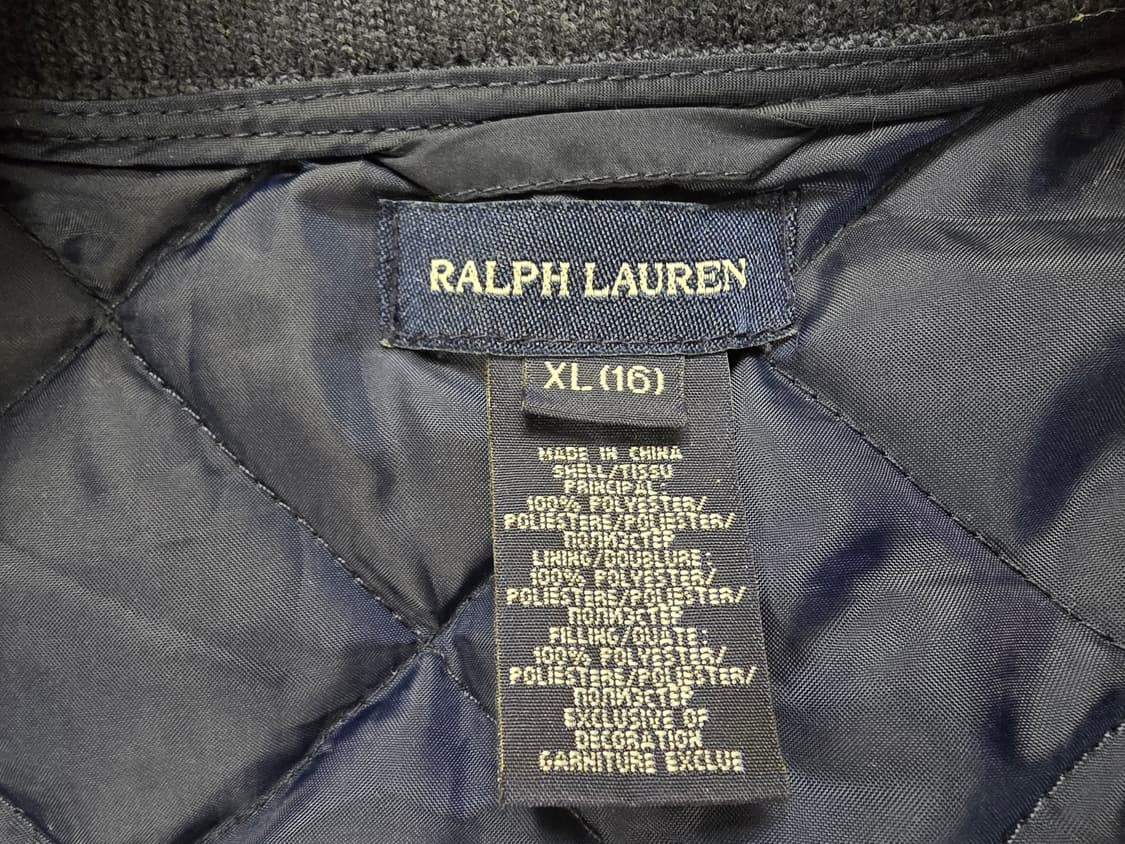 RALPH LAUREN
XL (16)
MADE IN CHINA
SHELL/TISSU
PRINCIPAL:
100% POLYESTER/
POLIESTERE/POLIESTER/
ПОЛИЭСТЕР
LINING/DOUBLURE:
100% POLYESTER/
POLIESTERE/POLIESTER/
ПОЛИЭСТЕР
FILLING/OUATE:
100% POLYESTER/
POLIESTERE/POLIESTER/
ПОЛИЭСТЕР
EXCLUSIVE OF
DECORATION
GARNITURE EXCLUE